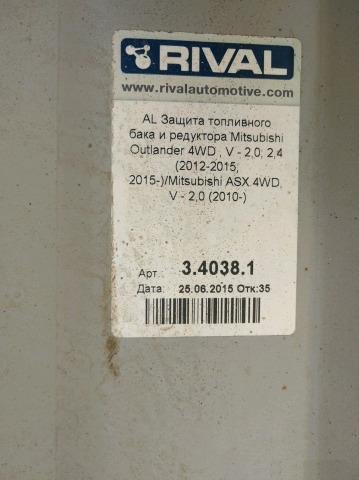 RIVAL
www.rivalautomotive.com
AL Защита топливного
бака и редуктора Mitsubishi
Outlander 4WD , V - 2,0; 2,4
(2012-2015;
2015-)/Mitsubishi ASX 4WD,
V - 2,0 (2010-)
Арт.: 3.4038.1
Дата: 25.06.2015 Отк:35